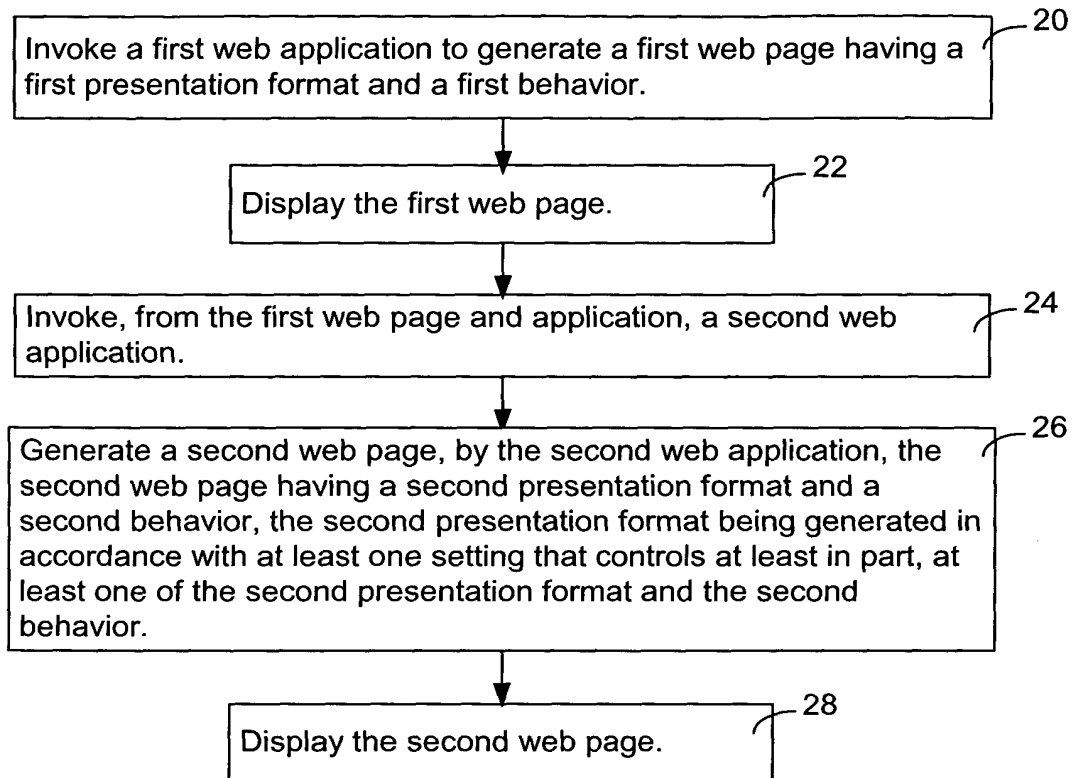 20
Invoke a first web application to generate a first web page having a
first presentation format and a first behavior.
22
Display the first web page.
24
Invoke, from the first web page and application, a second web
application.
26
Generate a second web page, by the second web application, the
second web page having a second presentation format and a
second behavior, the second presentation format being generated in
accordance with at least one setting that controls at least in part, at
least one of the second presentation format and the second
behavior.
28
Display the second web page.